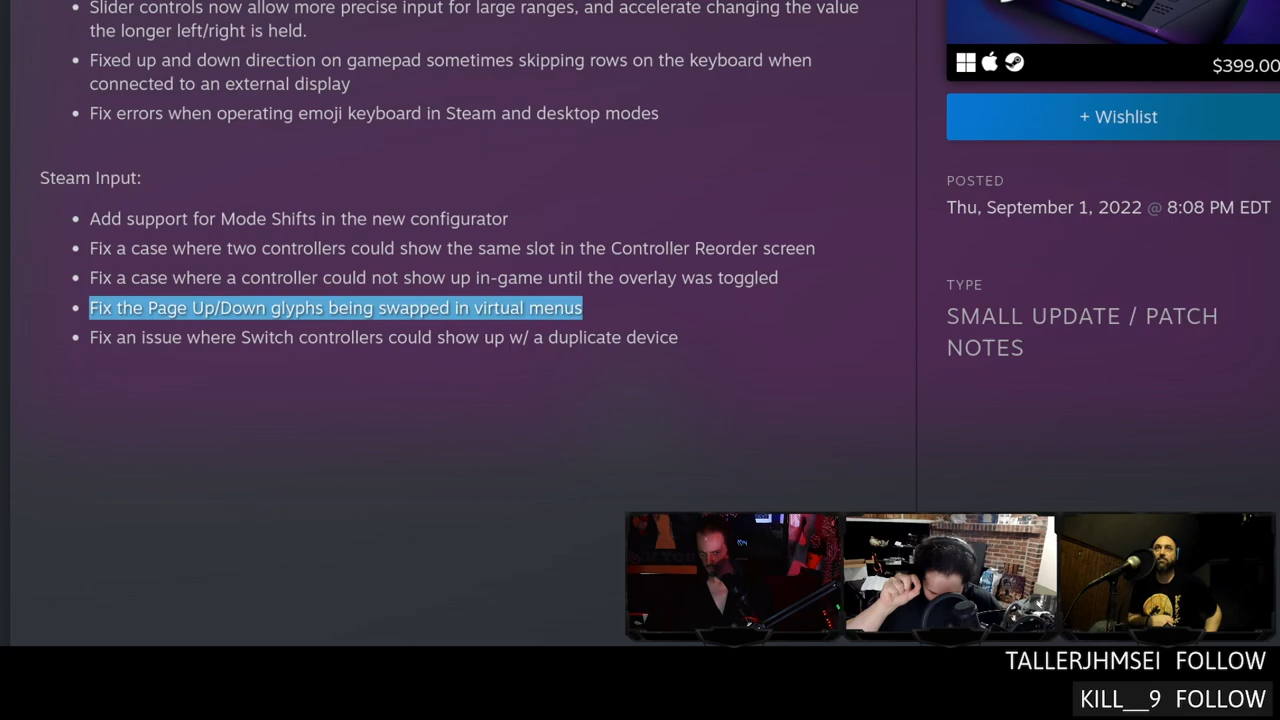 Slider controls now allow more precise input for large ranges, and accelerate changing the value
the longer left/right is held.
Fixed up and down direction on gamepad sometimes skipping rows on the keyboard when
connected to an external display
Fix errors when operating emoji keyboard in Steam and desktop modes
Steam Input:
Add support for Mode Shifts in the new configurator
Fix a case where two controllers could show the same slot in the Controller Reorder screen
Fix a case where a controller could not show up in-game until the overlay was toggled
Fix the Page Up/Down glyphs being swapped in virtual menus
Fix an issue where Switch controllers could show up w/ a duplicate device
$399.00
+ Wishlist
POSTED
Thu, September 1, 2022 @ 8:08 PM EDT
TYPE
SMALL UPDATE / PATCH
NOTES
TALLERJHMSEI FOLLOW
KILL__9 FOLLOW